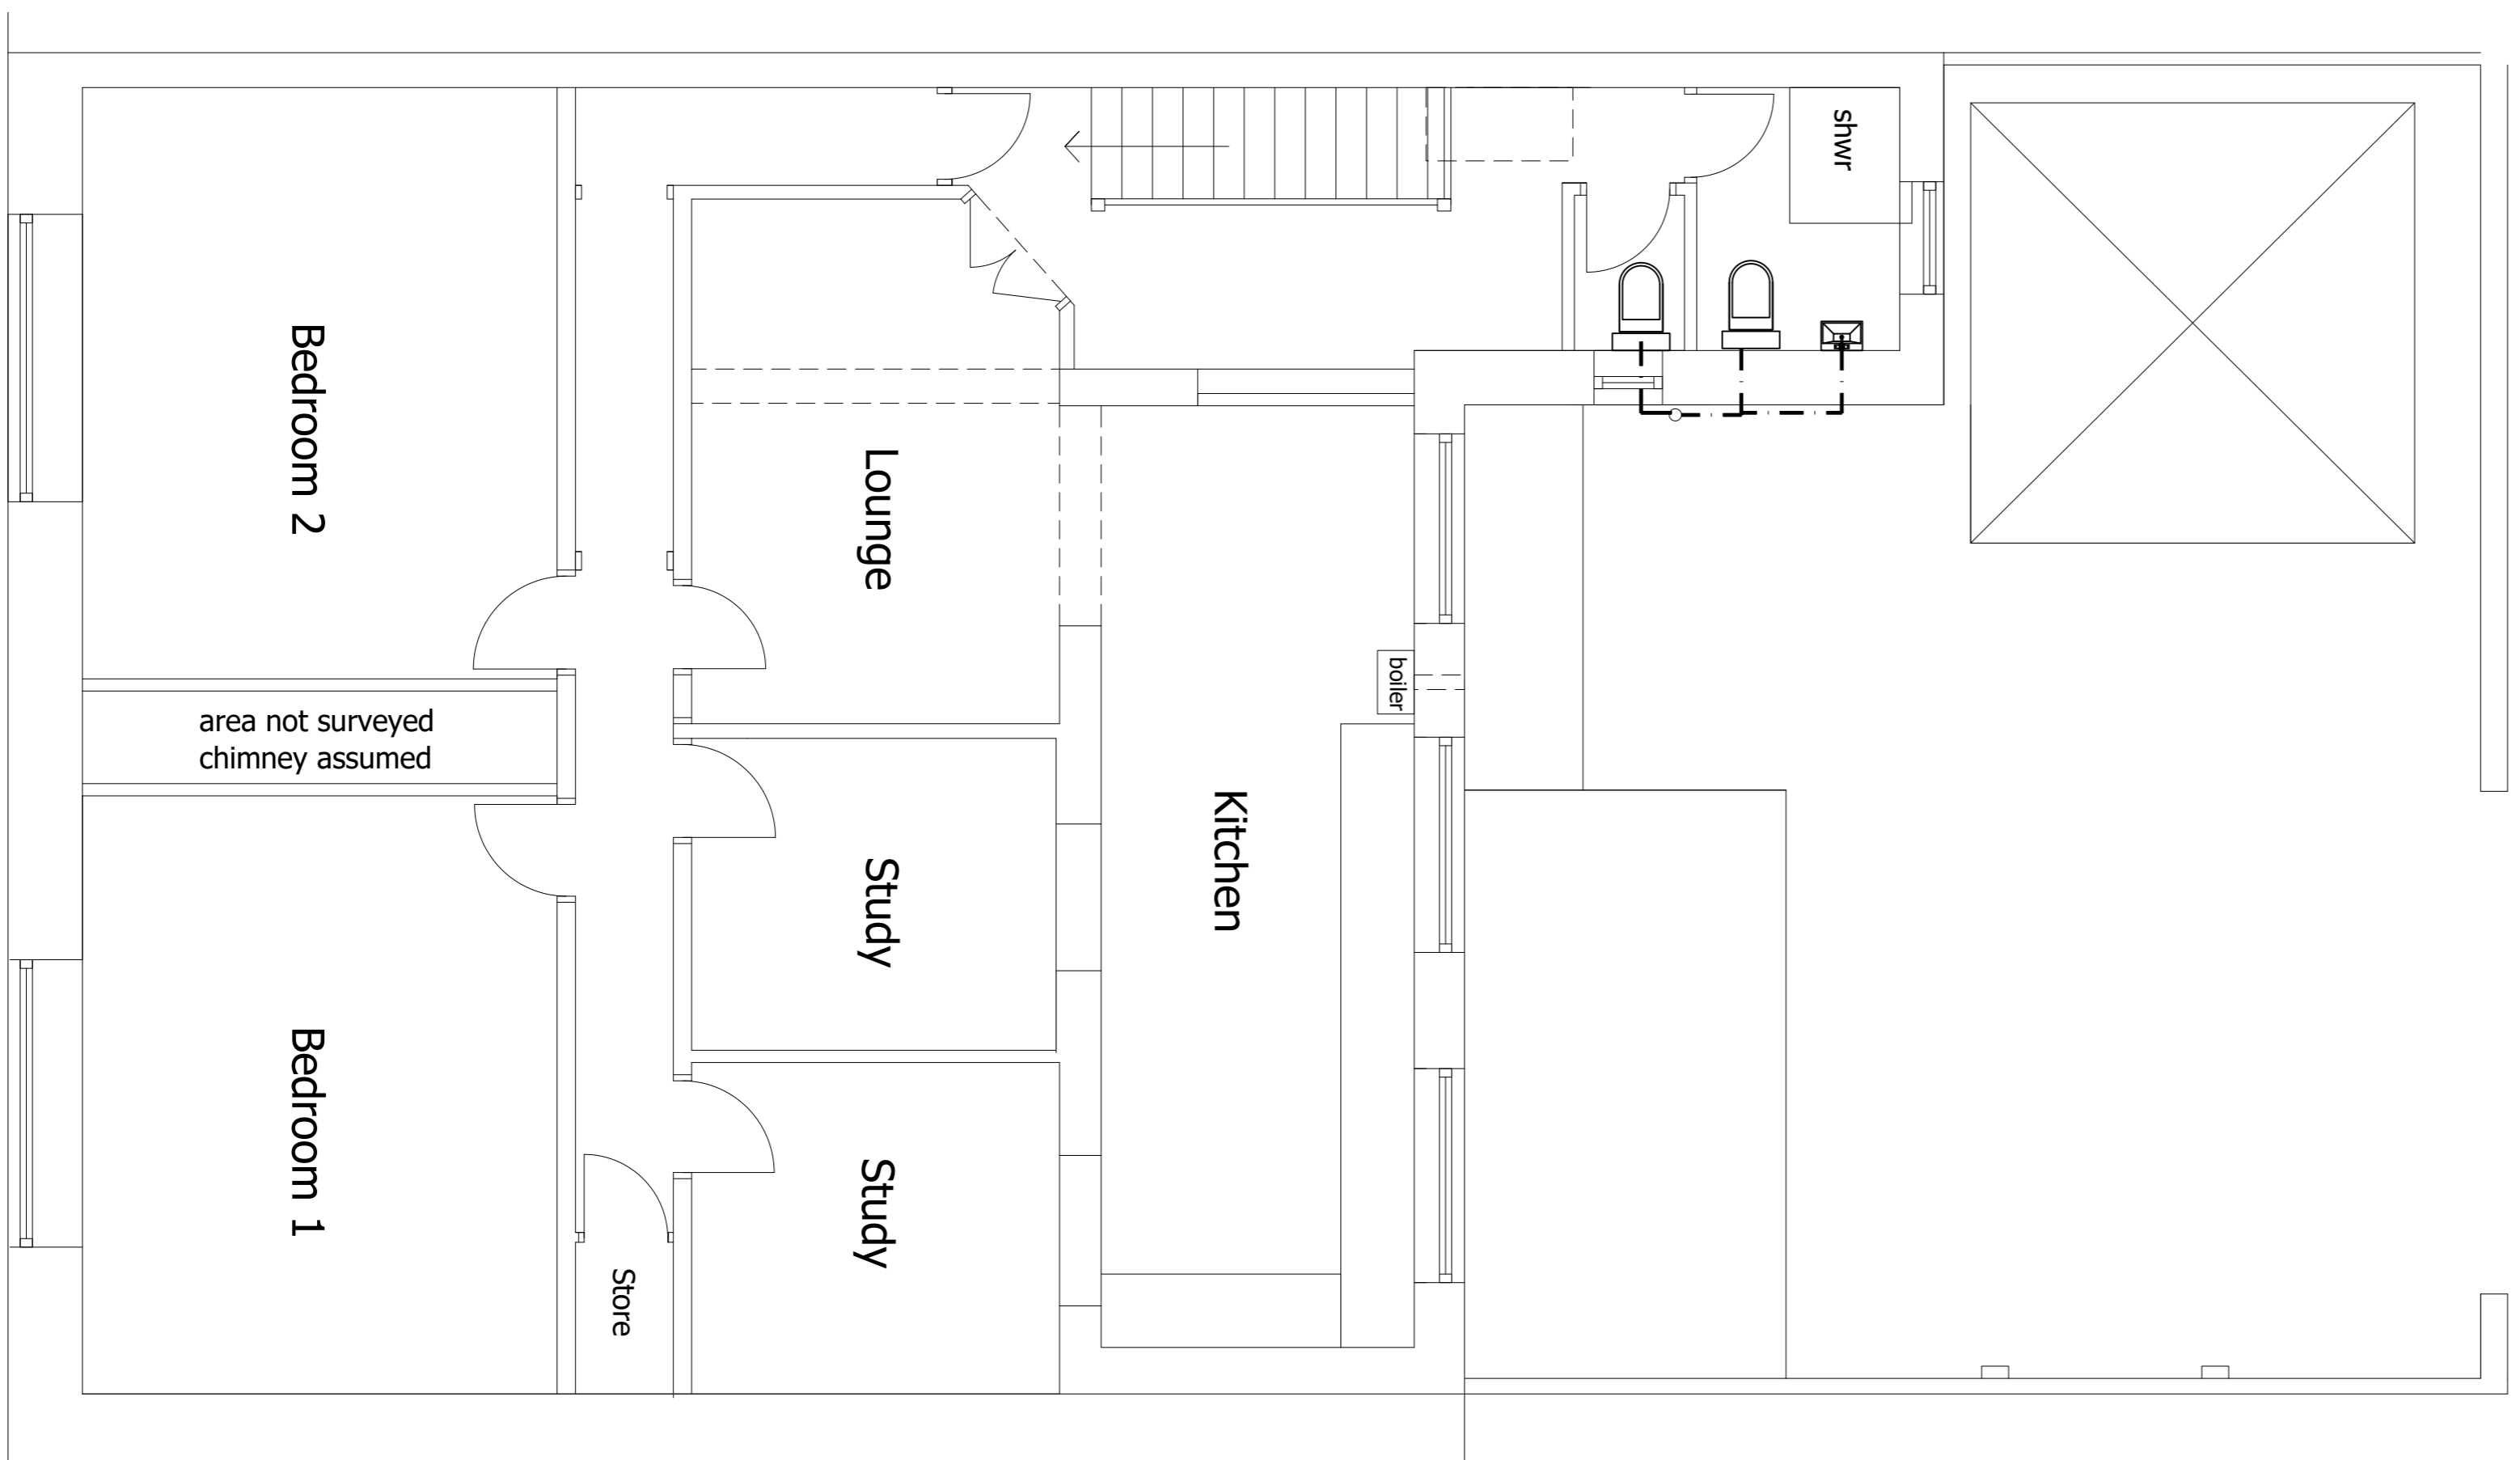 shwr
Bedroom 2
Lounge
boiler
area not surveyed
chimney assumed
Kitchen
Study
Bedroom 1
Study
Store